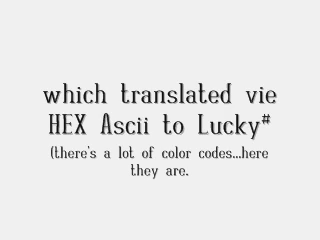 which translated vie
HEX Ascii to Lucky#
(there's a lot of color codes...here
they are.